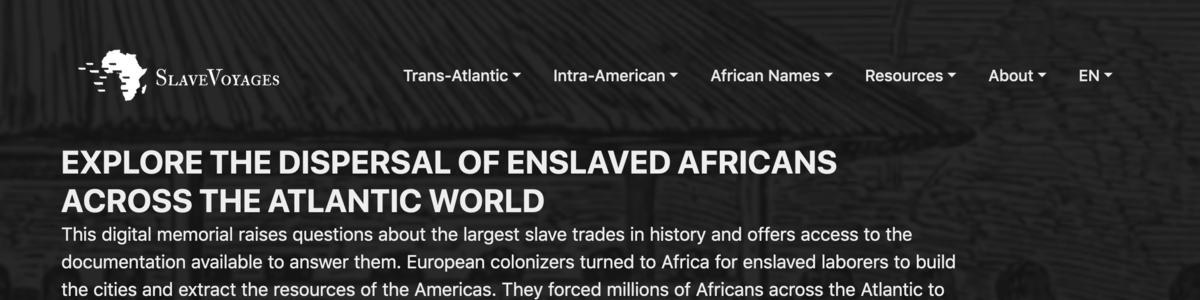 SlaveVoyages
Trans-Atlantic Intra-American African Names Resources About EN
EXPLORE THE DISPERSAL OF ENSLAVED AFRICANS
ACROSS THE ATLANTIC WORLD
This digital memorial raises questions about the largest slave trades in history and offers access to the
documentation available to answer them. European colonizers turned to Africa for enslaved laborers to build
the cities and extract the resources of the Americas. They forced millions of Africans across the Atlantic to